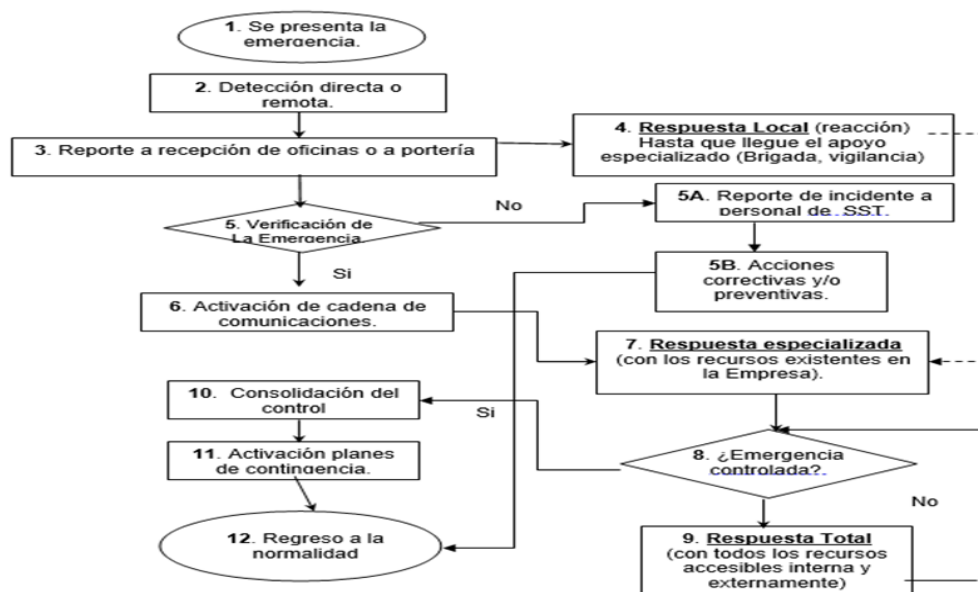 1. Se presenta la
emergencia.
2. Detección directa o
remota.
3. Reporte a recepción de oficinas o a portería
4. Respuesta Local (reacción)
Hasta que llegue el apoyo
especializado (Brigada, vigilancia)
5. Verificación de
La Emergencia.
No
5A. Reporte de incidente a
personal de SST.
Si
5B. Acciones
correctivas y/o
preventivas.
6. Activación de cadena de
comunicaciones.
7. Respuesta especializada
(con los recursos existentes en
la Empresa).
8. ¿Emergencia
controlada?.
Si
No
9. Respuesta Total
(con todos los recursos
accesibles interna y
externamente)
10. Consolidación del
control
11. Activación planes
de contingencia.
12. Regreso a la
normalidad